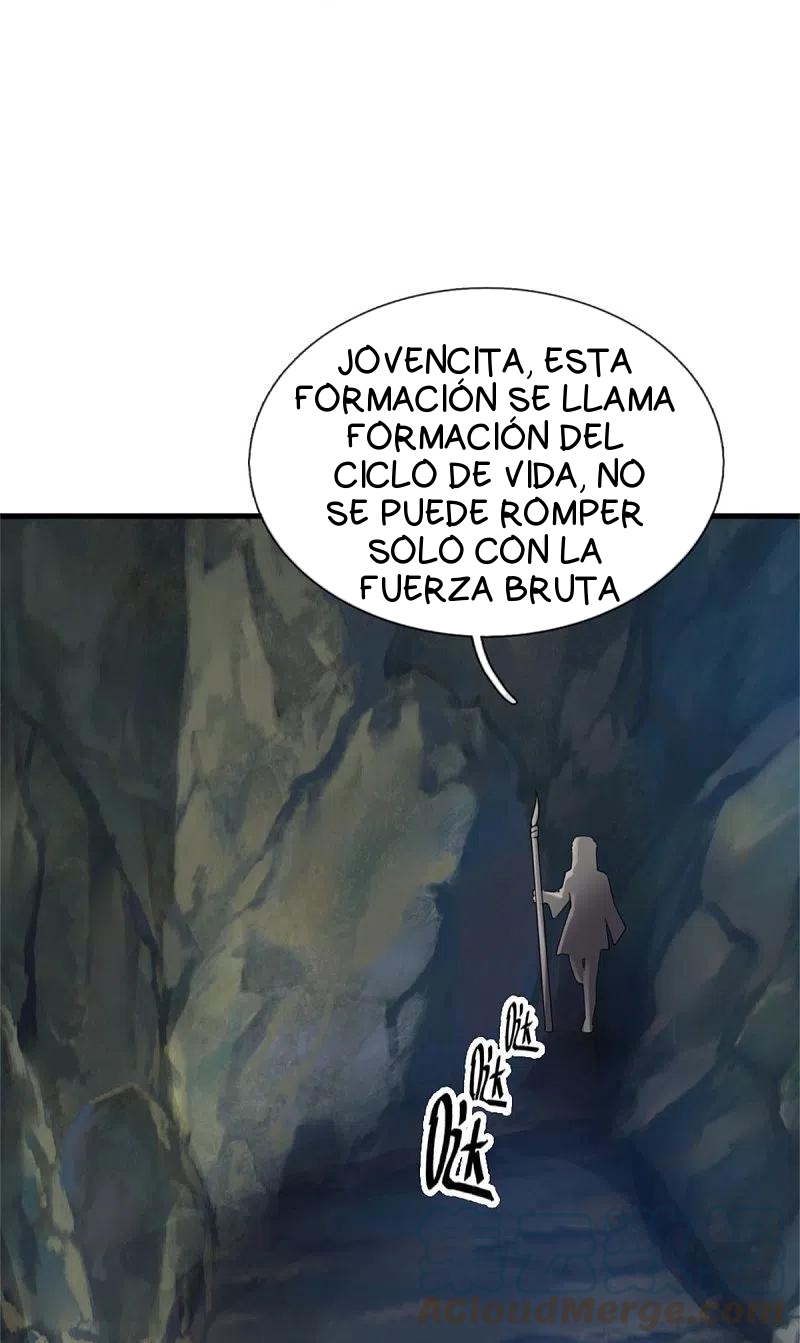 JOVENCITA, ESTA
FORMACIÓN SE LLAMA
FORMACIÓN DEL
CICLO DE VIDA, NO
SE PUEDE ROMPER
SOLO CON LA
FUERZA BRUTA
ACloudMerge.com